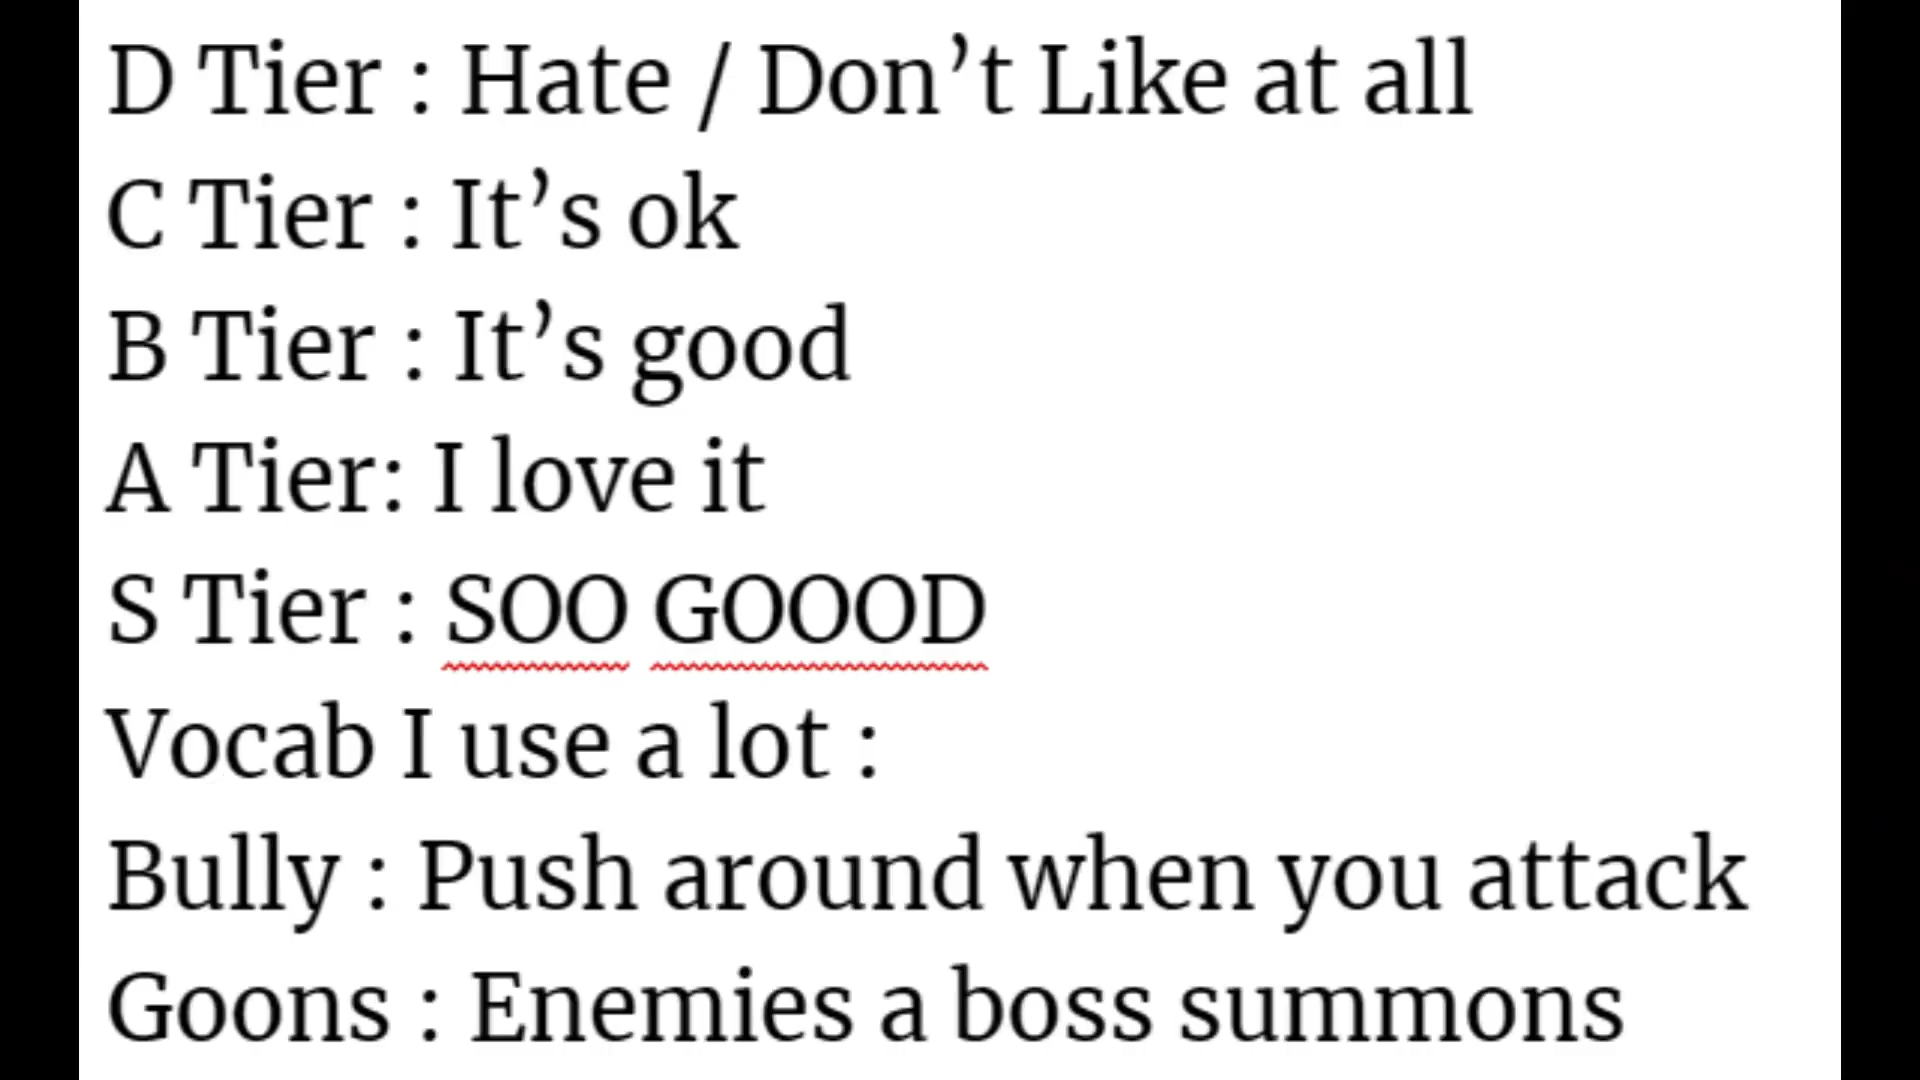 D Tier : Hate / Don’t Like at all
C Tier : It’s ok
B Tier : It’s good
A Tier: I love it
S Tier : SOO GOOOD
Vocab I use a lot :
Bully : Push around when you attack
Goons : Enemies a boss summons